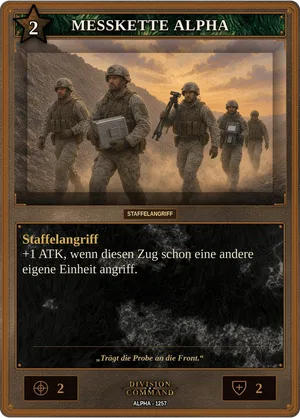 2
MESSKETTE ALPHA
STAFFELANGRIFF
Staffelangriff
+1 ATK, wenn diesen Zug schon eine andere
eigene Einheit angriff.
„Trägt die Probe an die Front.“
2
DIVISION
COMMAND
ALPHA - 1257
2